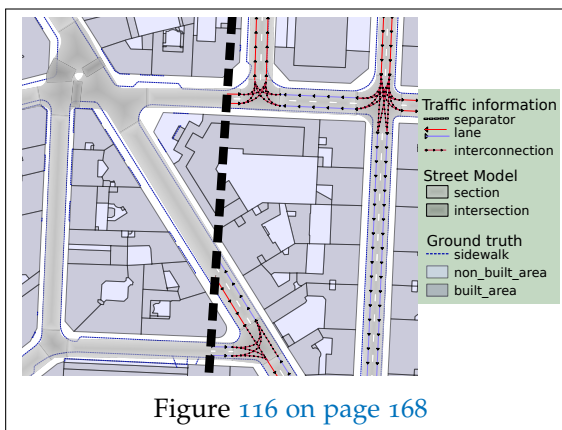 Traffic information
separator
lane
interconnection
Street Model
section
intersection
Ground truth
sidewalk
non_built_area
built_area
Figure 116 on page 168